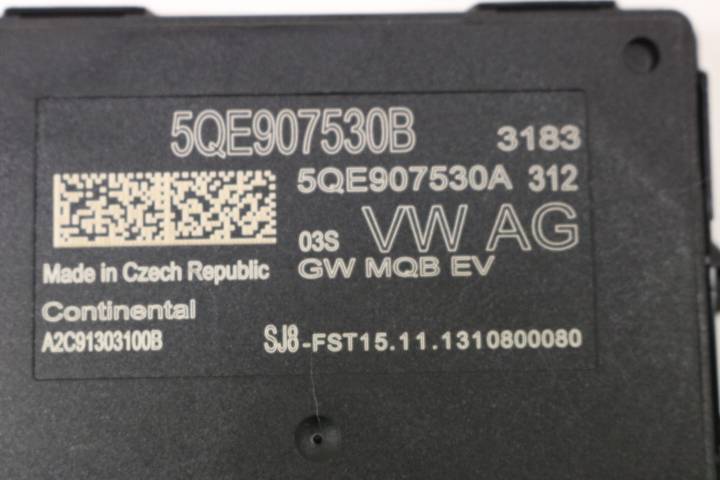 5QE907530B 3183
5QE907530A 312
03S VW AG
Made in Czech Republic GW MQB EV
Continental
A2C91303100B SJ8-FST15.11.1310800080